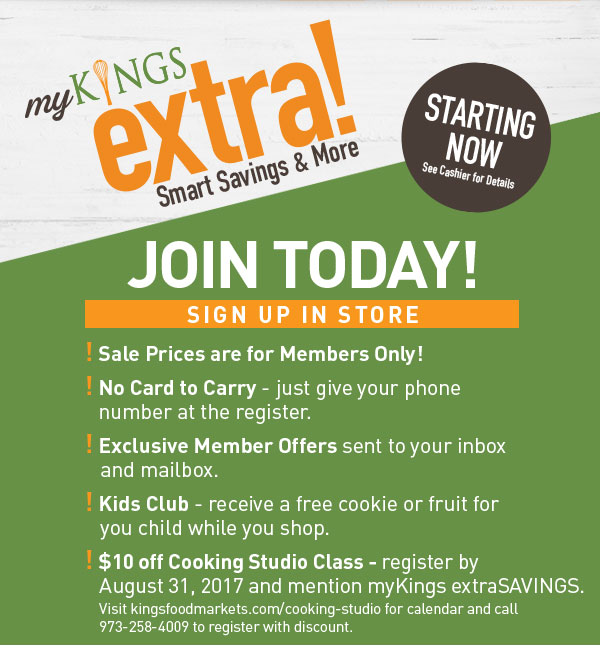 myKINGS
extra!
Smart Savings & More
STARTING
NOW
See Cashier for Details
JOIN TODAY!
SIGN UP IN STORE
! Sale Prices are for Members Only!
! No Card to Carry - just give your phone
number at the register.
! Exclusive Member Offers sent to your inbox
and mailbox.
! Kids Club - receive a free cookie or fruit for
you child while you shop.
! $10 off Cooking Studio Class - register by
August 31, 2017 and mention myKings extraSAVINGS.
Visit kingsfoodmarkets.com/cooking-studio for calendar and call
973-258-4009 to register with discount.